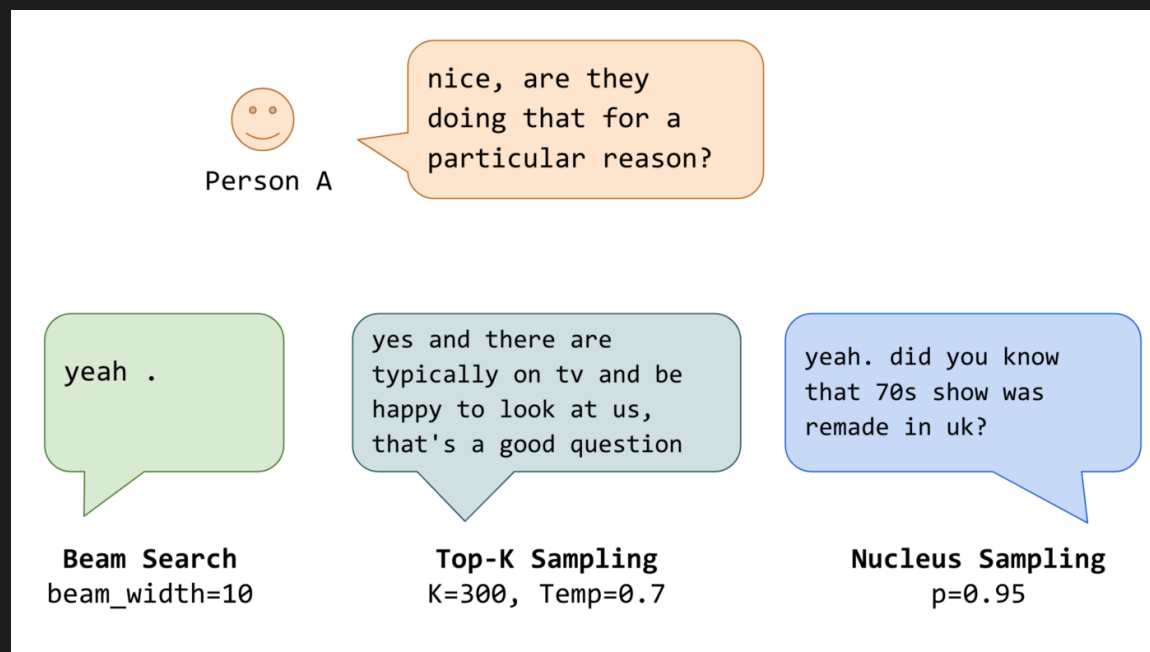 nice, are they
doing that for a
particular reason?
Person A
yeah .
yes and there are
typically on tv and be
happy to look at us,
that's a good question
yeah. did you know
that 70s show was
remade in uk?
Beam Search
beam_width=10
Top-K Sampling
K=300, Temp=0.7
Nucleus Sampling
p=0.95